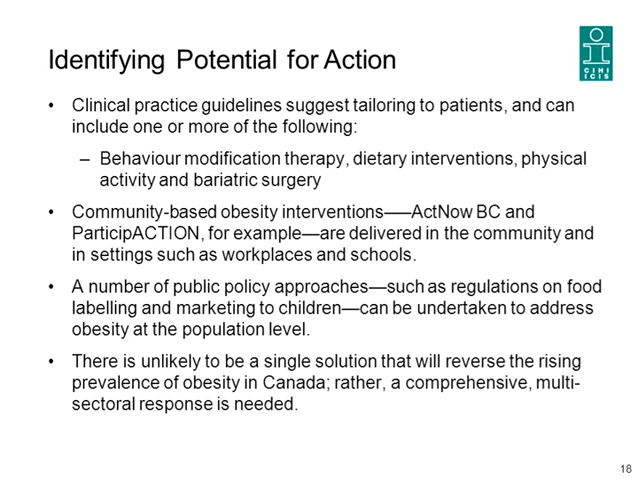 Identifying Potential for Action
CIHI
ICIS
• Clinical practice guidelines suggest tailoring to patients, and can
include one or more of the following:
– Behaviour modification therapy, dietary interventions, physical
activity and bariatric surgery
• Community-based obesity interventions-—ActNow BC and
ParticipACTION, for example—are delivered in the community and
in settings such as workplaces and schools.
• A number of public policy approaches—such as regulations on food
labelling and marketing to children—can be undertaken to address
obesity at the population level.
• There is unlikely to be a single solution that will reverse the rising
prevalence of obesity in Canada; rather, a comprehensive, multi-
sectoral response is needed.
18